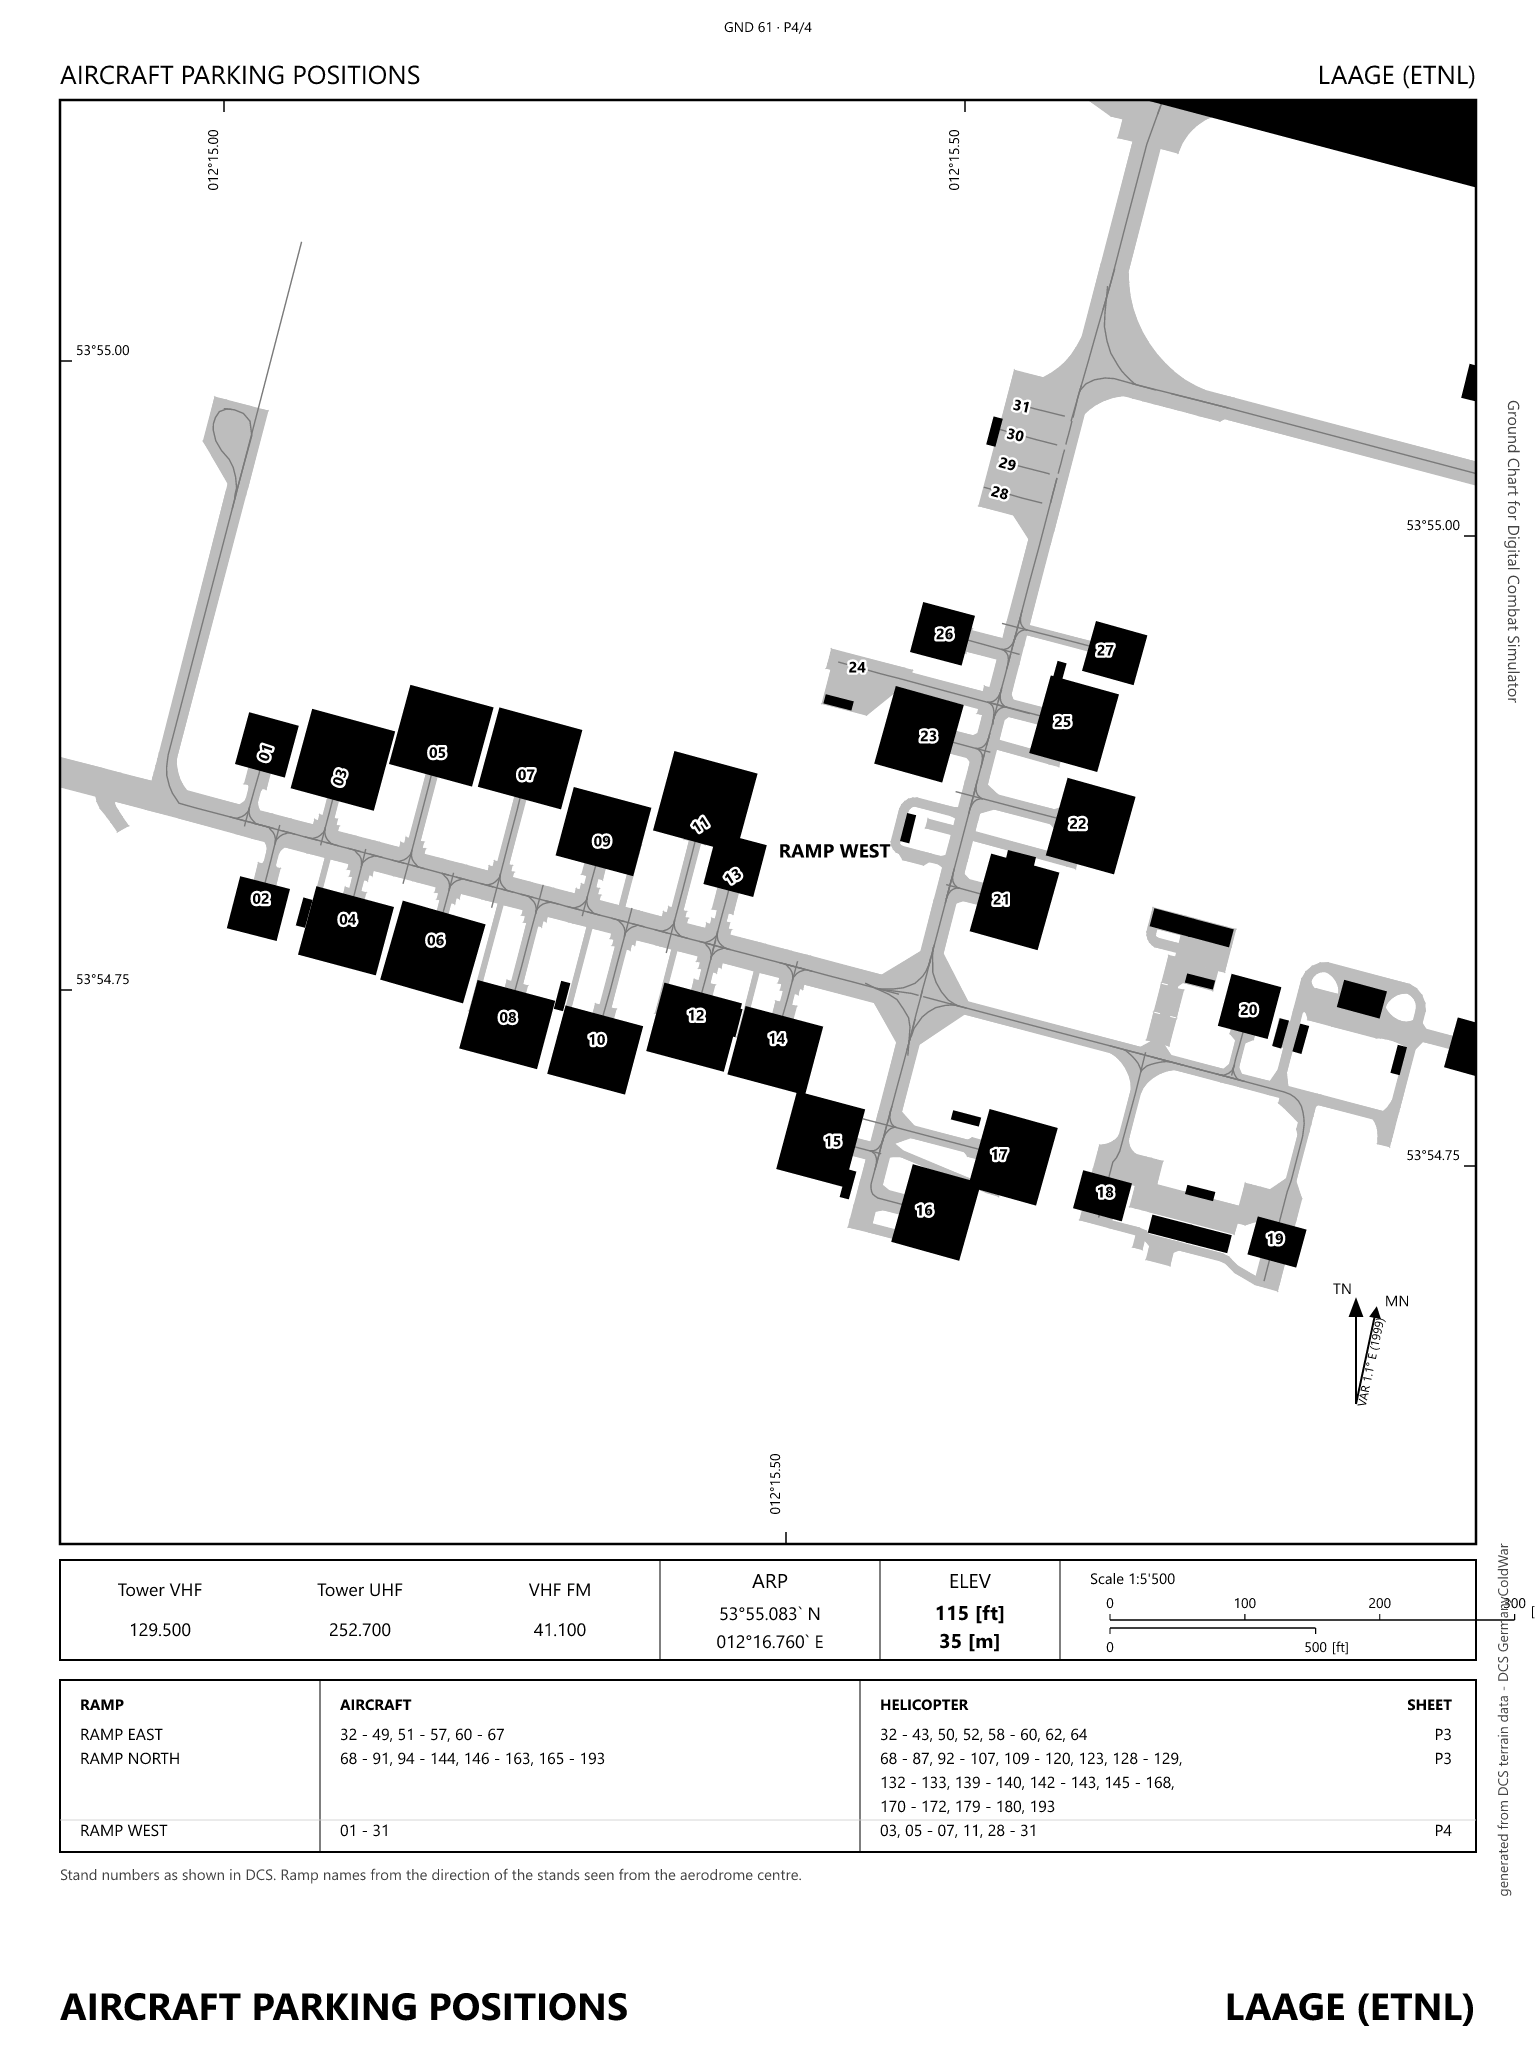 GND 61 · P4/4
AIRCRAFT PARKING POSITIONS
LAAGE (ETNL)
012°15.00
012°15.50
53°55.00
31
30
29
28
53°55.00
Ground Chart for Digital Combat Simulator
26
27
24
25
23
01
03
05
07
09
11
13
RAMP WEST
22
21
02
04
06
08
10
12
14
20
53°54.75
15
17
16
18
19
53°54.75
TN
MN
VAR 1.1° E (1999)
012°15.50
Tower VHF
129.500
Tower UHF
252.700
VHF FM
41.100
ARP
53°55.083` N
012°16.760` E
ELEV
115 [ft]
35 [m]
Scale 1:5'500
0 100 200 300 [
0 500 [ft]
generated from DCS terrain data - DCS GermanyColdWar
RAMP AIRCRAFT HELICOPTER SHEET
RAMP EAST 32 - 49, 51 - 57, 60 - 67 32 - 43, 50, 52, 58 - 60, 62, 64 P3
RAMP NORTH 68 - 91, 94 - 144, 146 - 163, 165 - 193 68 - 87, 92 - 107, 109 - 120, 123, 128 - 129, P3
132 - 133, 139 - 140, 142 - 143, 145 - 168,
170 - 172, 179 - 180, 193
RAMP WEST 01 - 31 03, 05 - 07, 11, 28 - 31 P4
Stand numbers as shown in DCS. Ramp names from the direction of the stands seen from the aerodrome centre.
AIRCRAFT PARKING POSITIONS
LAAGE (ETNL)